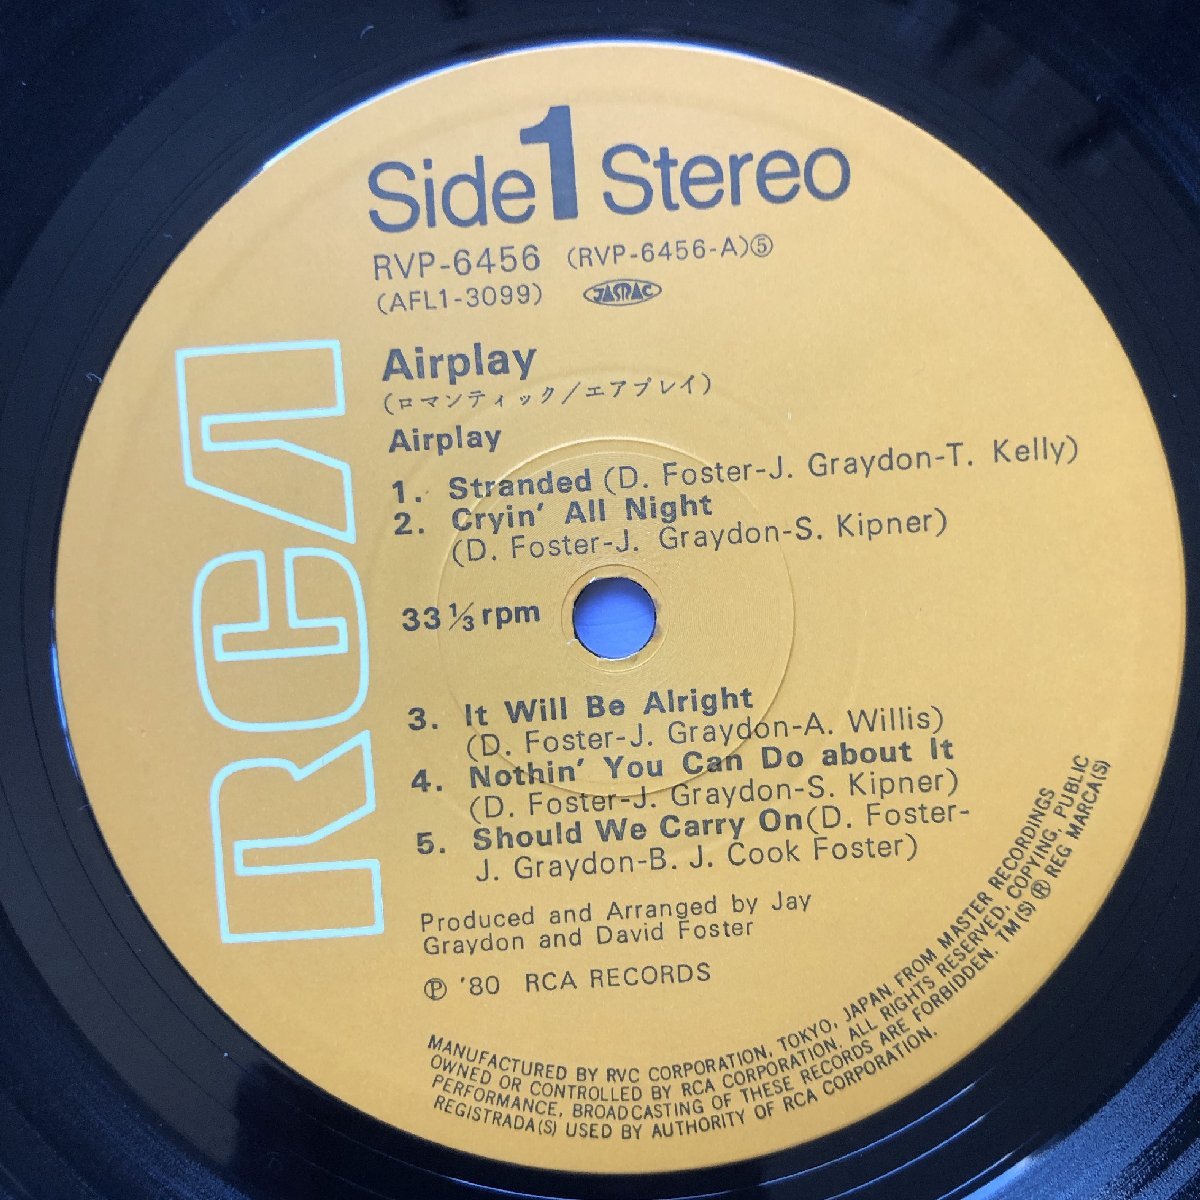 Side 1 Stereo
RVP-6456 (RVP-6456-A)⑤
(AFL1-3099) JASRAC
Airplay
(ロマンティック/エアプレイ)
Airplay
1. Stranded (D. Foster-J. Graydon-T. Kelly)
2. Cryin' All Night
(D. Foster-J. Graydon-S. Kipner)
33 1/3 rpm
3. It Will Be Alright
(D. Foster-J. Graydon-A. Willis)
4. Nothin' You Can Do about It
(D. Foster-J. Graydon-S. Kipner)
5. Should We Carry On(D. Foster-
J. Graydon-B. J. Cook Foster)
Produced and Arranged by Jay
Graydon and David Foster
℗ '80 RCA RECORDS
RCA
MANUFACTURED BY RVC CORPORATION, TOKYO, JAPAN. FROM MASTER RECORDINGS
OWNED OR CONTROLLED BY RCA CORPORATION. ALL RIGHTS RESERVED, COPYING, PUBLIC
PERFORMANCE, BROADCASTING OF THESE RECORDS ARE FORBIDDEN. TM(S) ® REG MARCA(S)
REGISTRADA(S) USED BY AUTHORITY OF RCA CORPORATION.